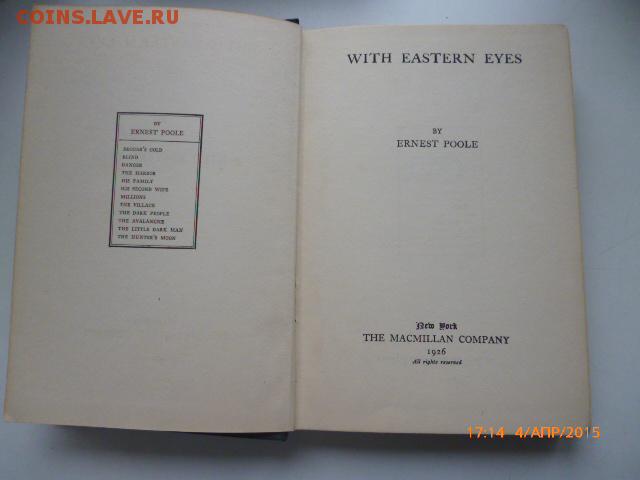 COINS.LAVE.RU
BY
ERNEST POOLE
BEGGAR'S GOLD
BLIND
DANGER
THE HARBOR
HIS FAMILY
HIS SECOND WIFE
MILLIONS
THE VILLAGE
THE DARK PEOPLE
THE AVALANCHE
THE LITTLE DARK MAN
THE HUNTER'S MOON
WITH EASTERN EYES
BY
ERNEST POOLE
New York
THE MACMILLAN COMPANY
1926
All rights reserved
17:14 4/АПР/2015